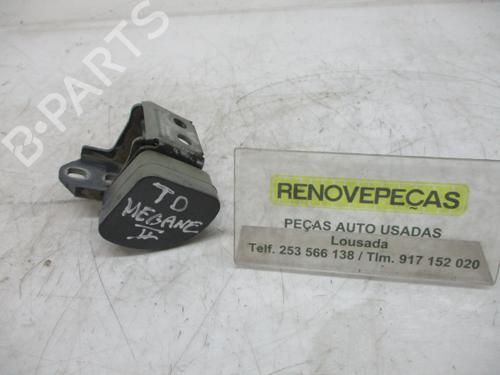 B-PARTS
TD
MEGANE
II
RENOVEPEÇAS
PEÇAS AUTO USADAS
Lousada
Telf. 253 566 138 / Tlm. 917 152 020